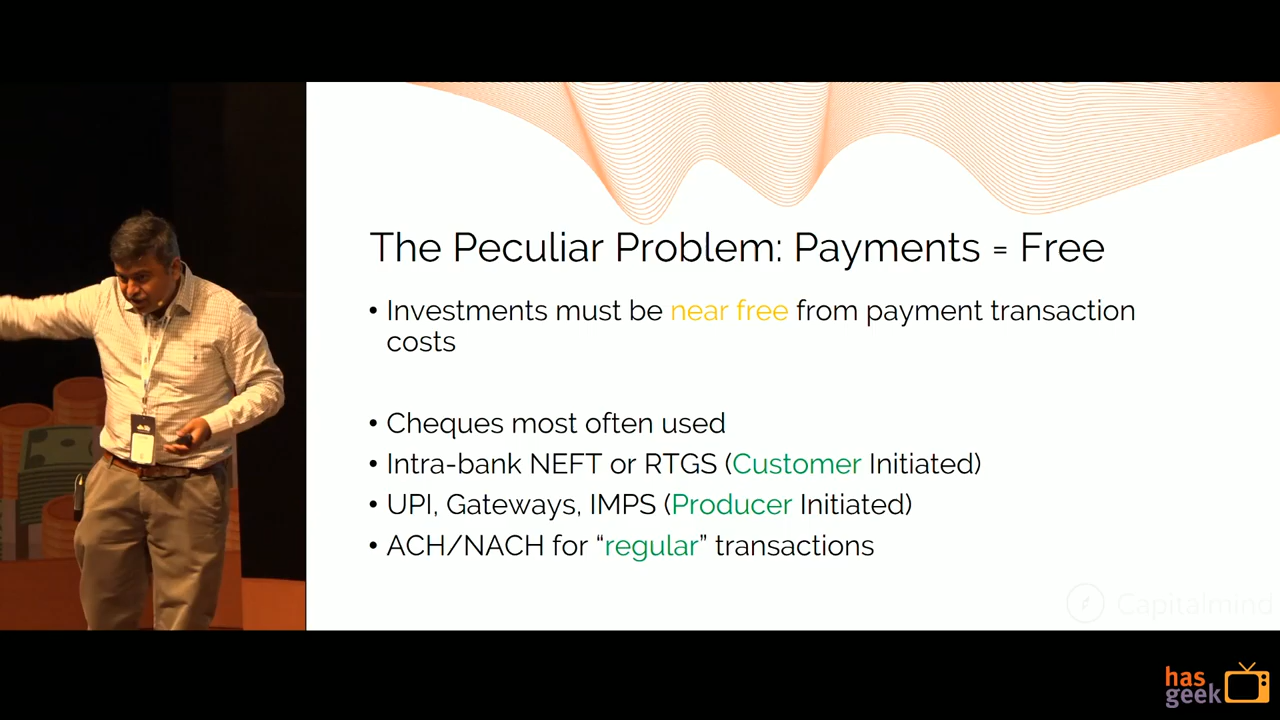 The Peculiar Problem: Payments = Free
• Investments must be near free from payment transaction
costs
• Cheques most often used
• Intra-bank NEFT or RTGS (Customer Initiated)
• UPI, Gateways, IMPS (Producer Initiated)
• ACH/NACH for “regular” transactions
Capitalmind
has
geek